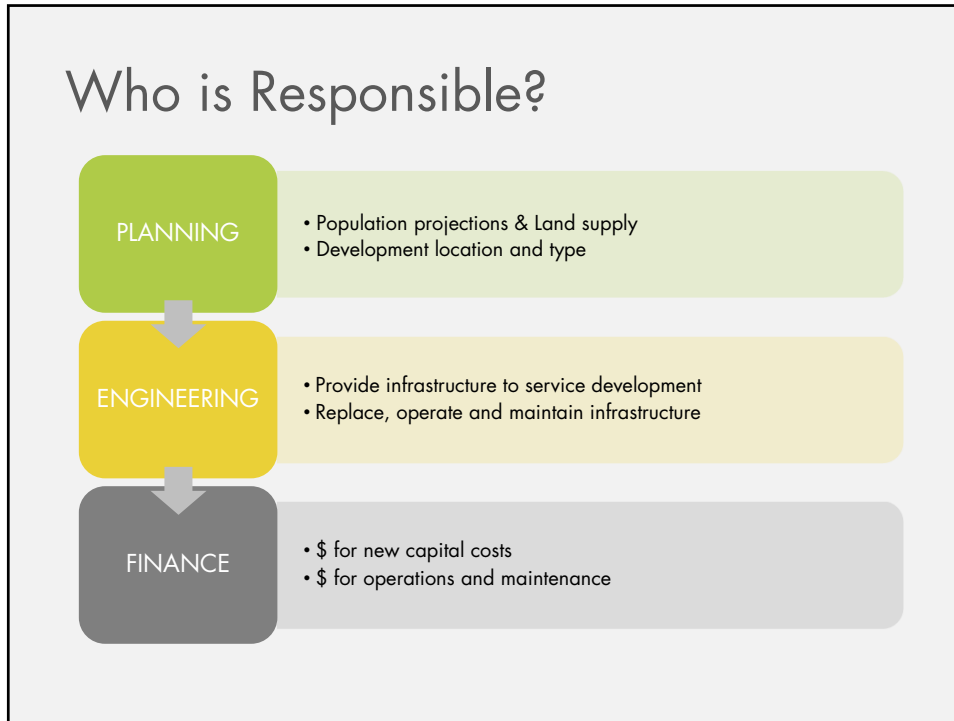 Who is Responsible?
PLANNING
• Population projections & Land supply
• Development location and type
ENGINEERING
• Provide infrastructure to service development
• Replace, operate and maintain infrastructure
FINANCE
• $ for new capital costs
• $ for operations and maintenance